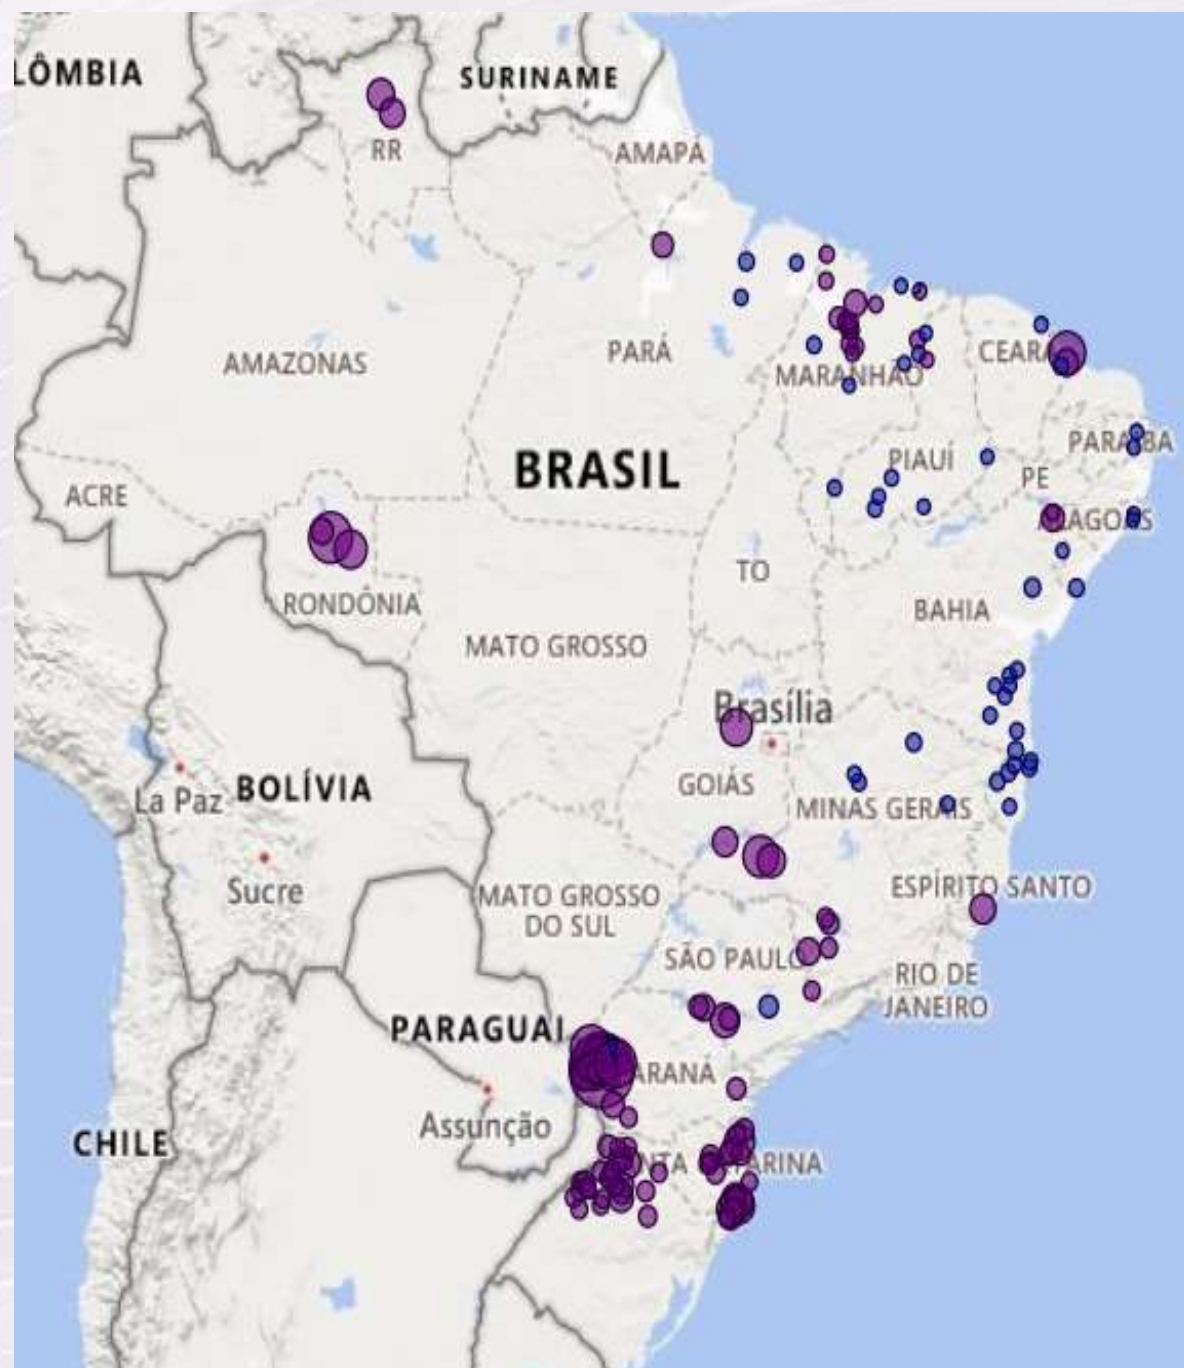 LÔMBIA
SURINAME
RR
AMAPÁ
AMAZONAS
PARÁ
MARANHÃO
CEARÁ
BRASIL
PIAUÍ
PARAÍBA
PE
ACRE
ALAGOAS
TO
RONDÔNIA
BAHIA
MATO GROSSO
Brasília
GOIÁS
La Paz
BOLÍVIA
MINAS GERAIS
Sucre
MATO GROSSO
DO SUL
ESPÍRITO SANTO
SÃO PAULO
RIO DE
JANEIRO
PARAGUAI
ARANÁ
Assunção
CHILE
NTA CATARINA